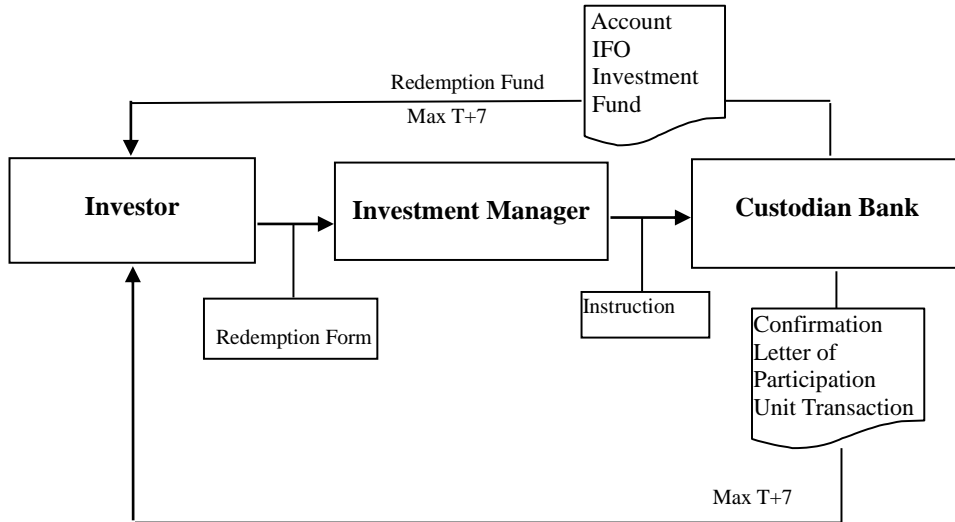 Account
IFO
Investment
Fund
Redemption Fund
Max T+7
Investor
Investment Manager
Custodian Bank
Redemption Form
Instruction
Confirmation
Letter of
Participation
Unit Transaction
Max T+7